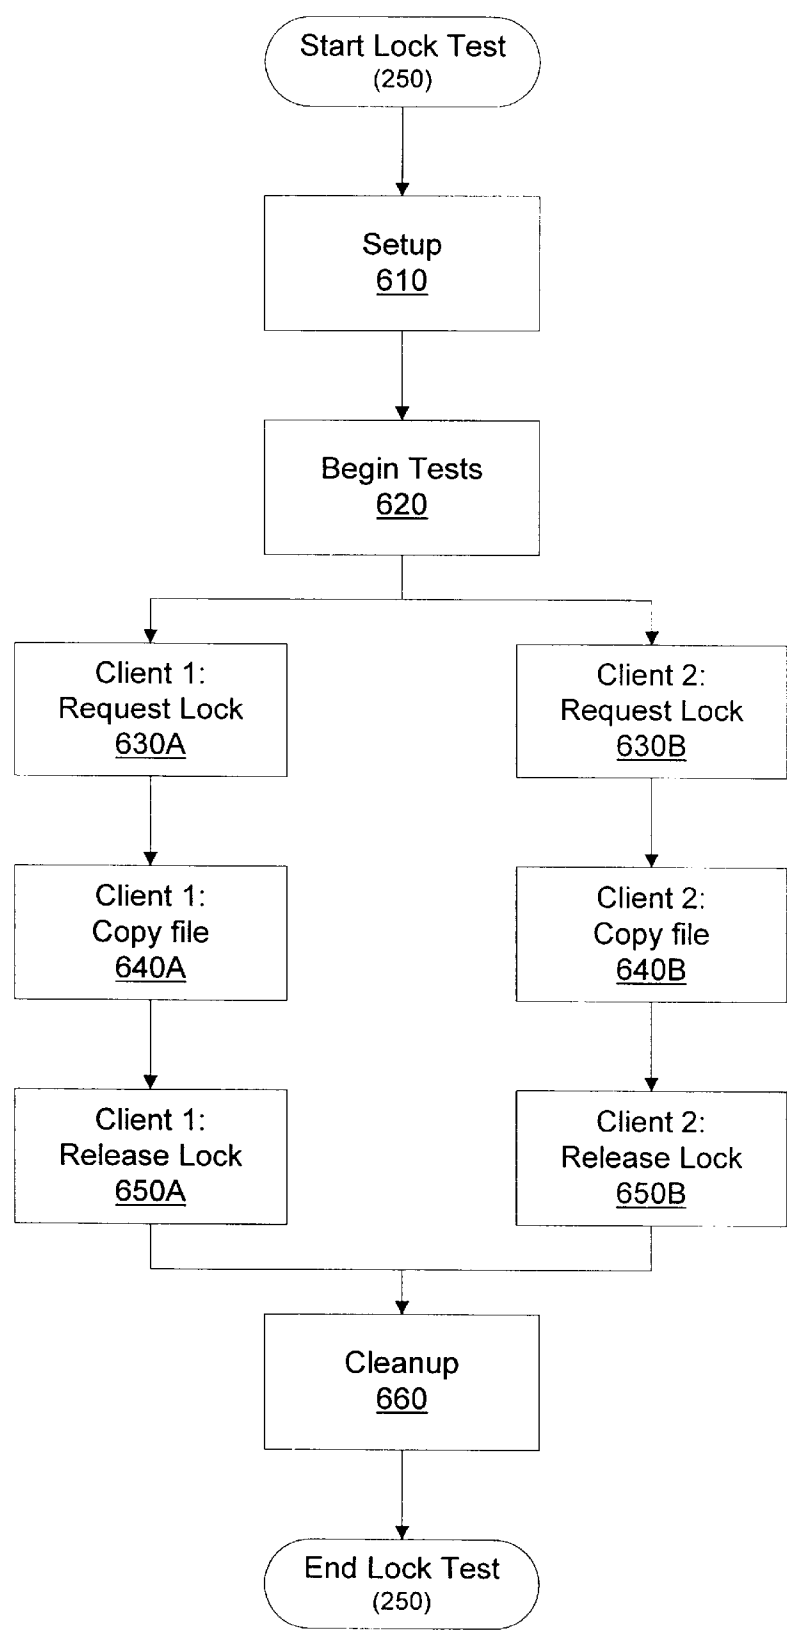 Start Lock Test
(250)
Setup
610
Begin Tests
620
Client 1:
Request Lock
630A
Client 2:
Request Lock
630B
Client 1:
Copy file
640A
Client 2:
Copy file
640B
Client 1:
Release Lock
650A
Client 2:
Release Lock
650B
Cleanup
660
End Lock Test
(250)